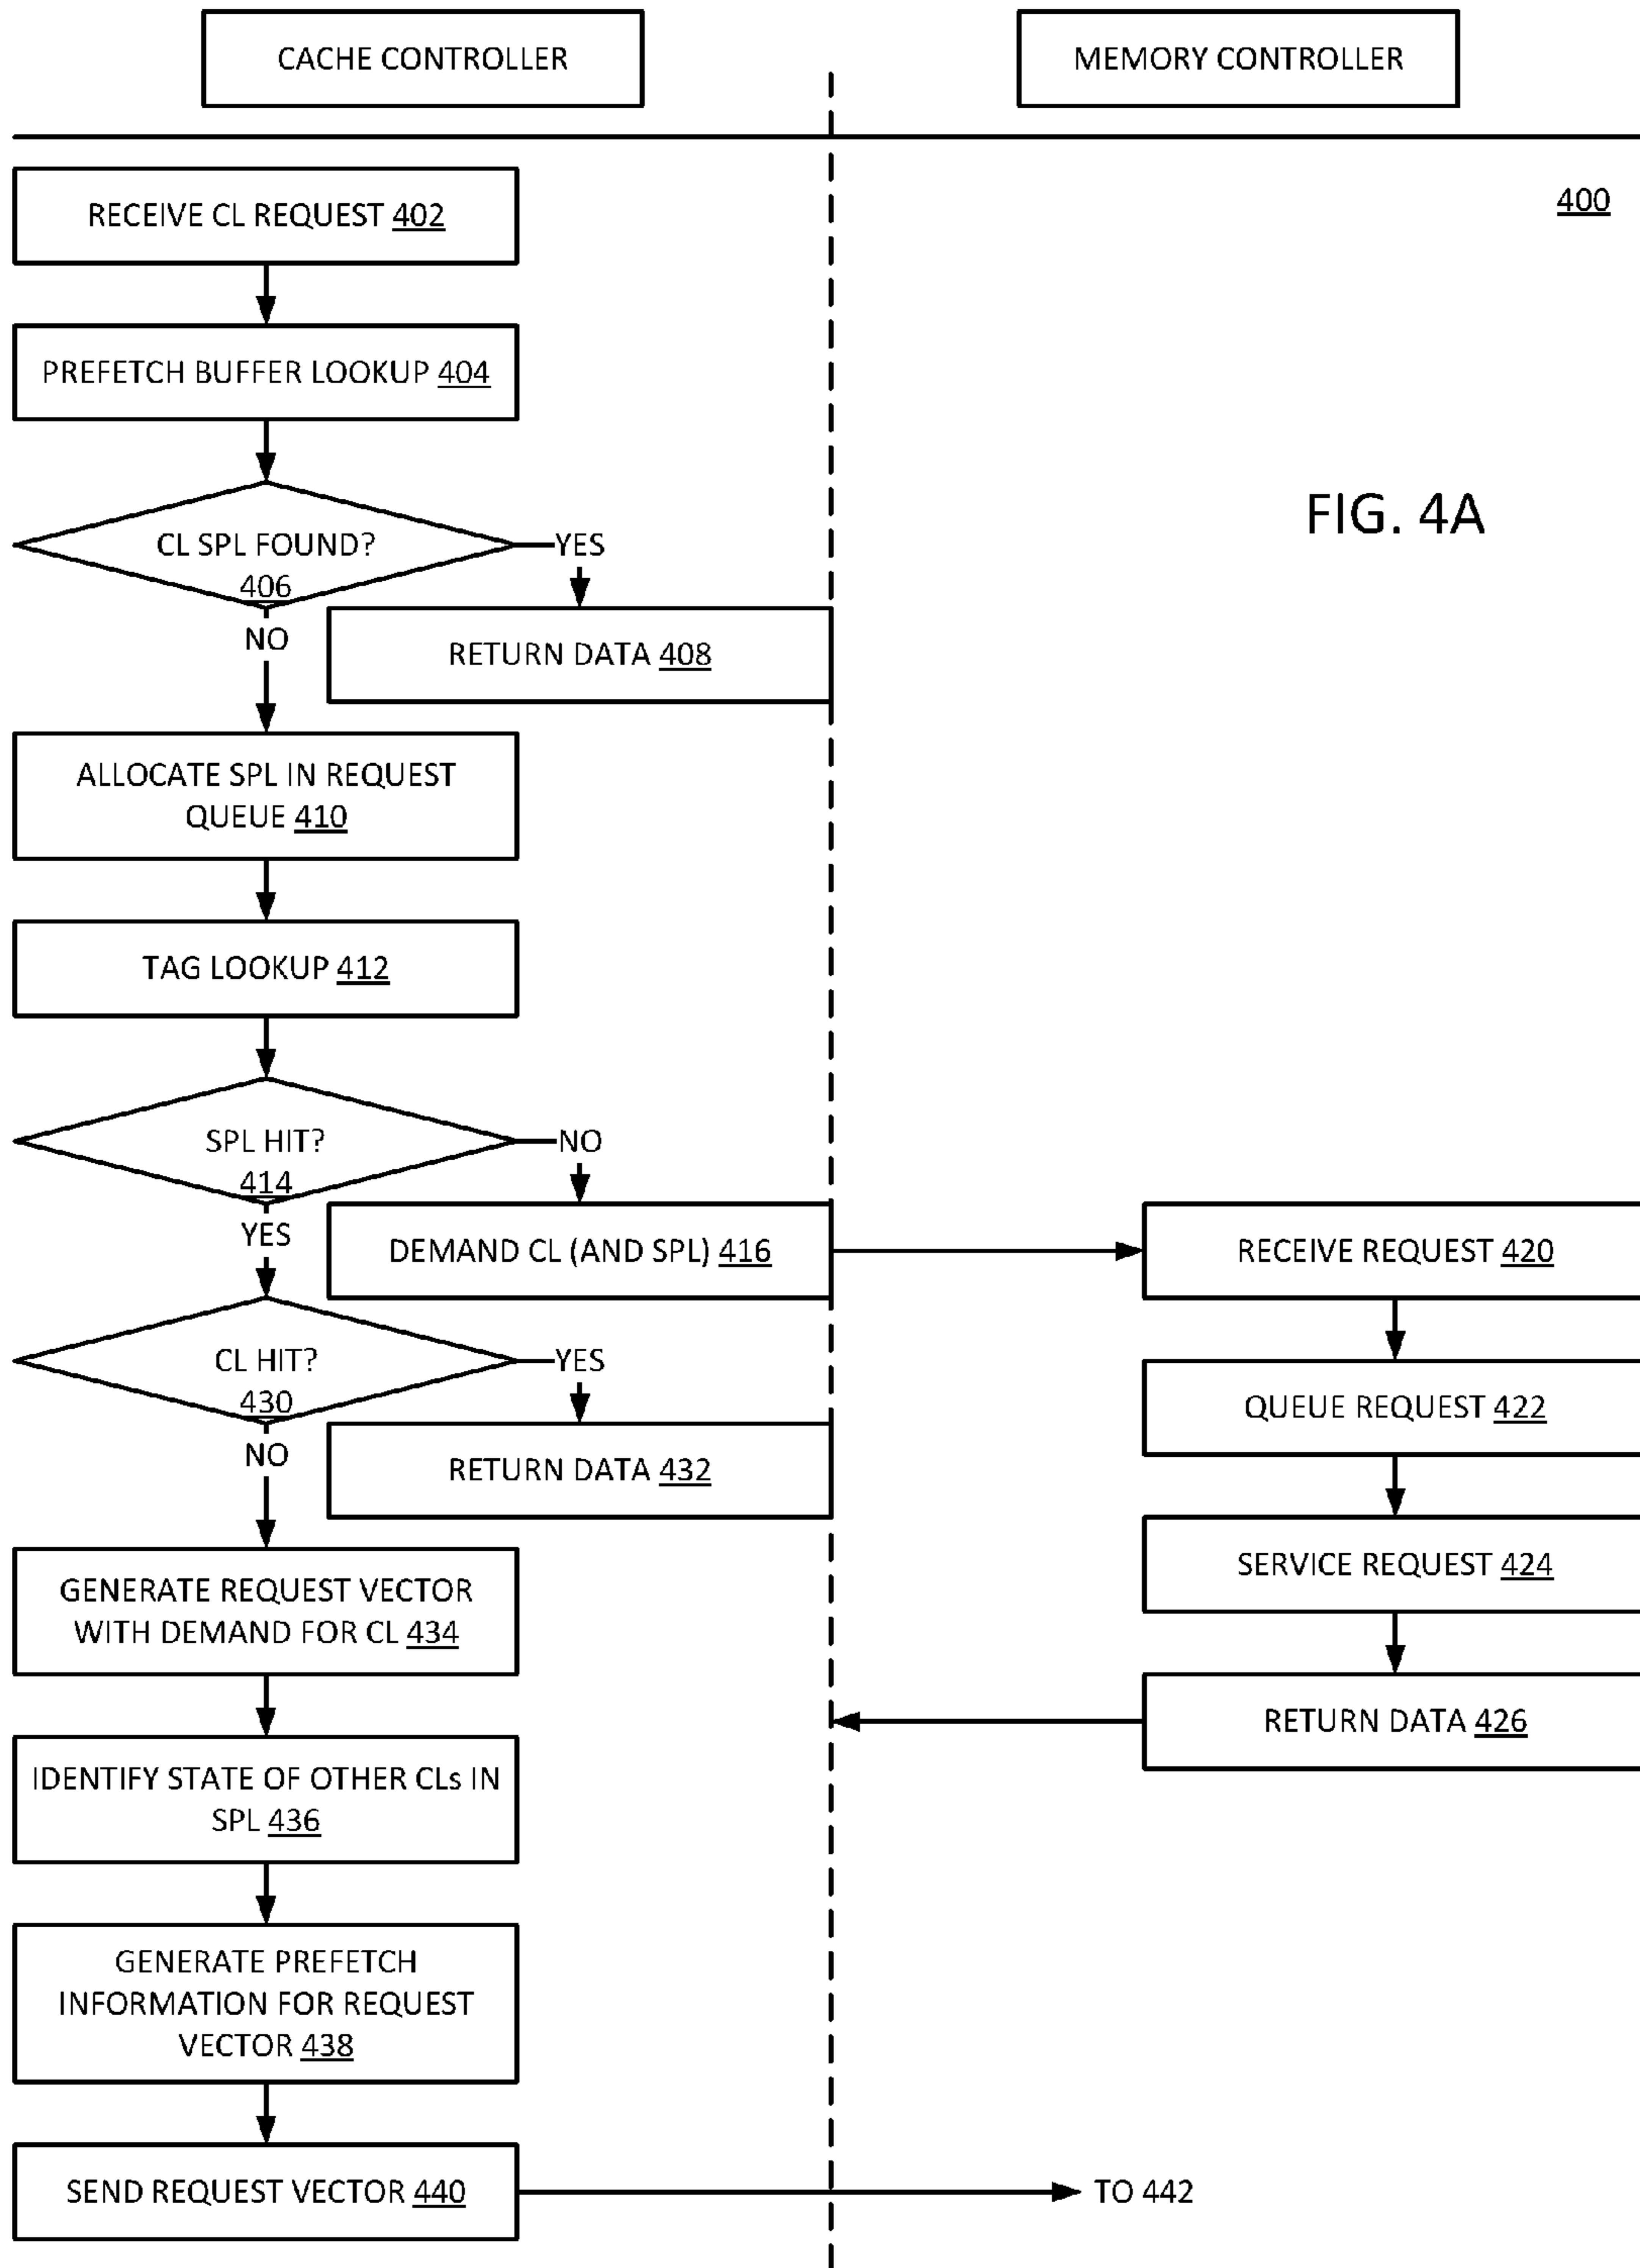 CACHE CONTROLLER
MEMORY CONTROLLER
400
RECEIVE CL REQUEST 402
PREFETCH BUFFER LOOKUP 404
FIG. 4A
CL SPL FOUND?
406
YES
NO
RETURN DATA 408
ALLOCATE SPL IN REQUEST
QUEUE 410
TAG LOOKUP 412
SPL HIT?
414
NO
YES
DEMAND CL (AND SPL) 416
RECEIVE REQUEST 420
CL HIT?
430
YES
NO
RETURN DATA 432
QUEUE REQUEST 422
SERVICE REQUEST 424
GENERATE REQUEST VECTOR
WITH DEMAND FOR CL 434
RETURN DATA 426
IDENTIFY STATE OF OTHER CLs IN
SPL 436
GENERATE PREFETCH
INFORMATION FOR REQUEST
VECTOR 438
SEND REQUEST VECTOR 440
TO 442